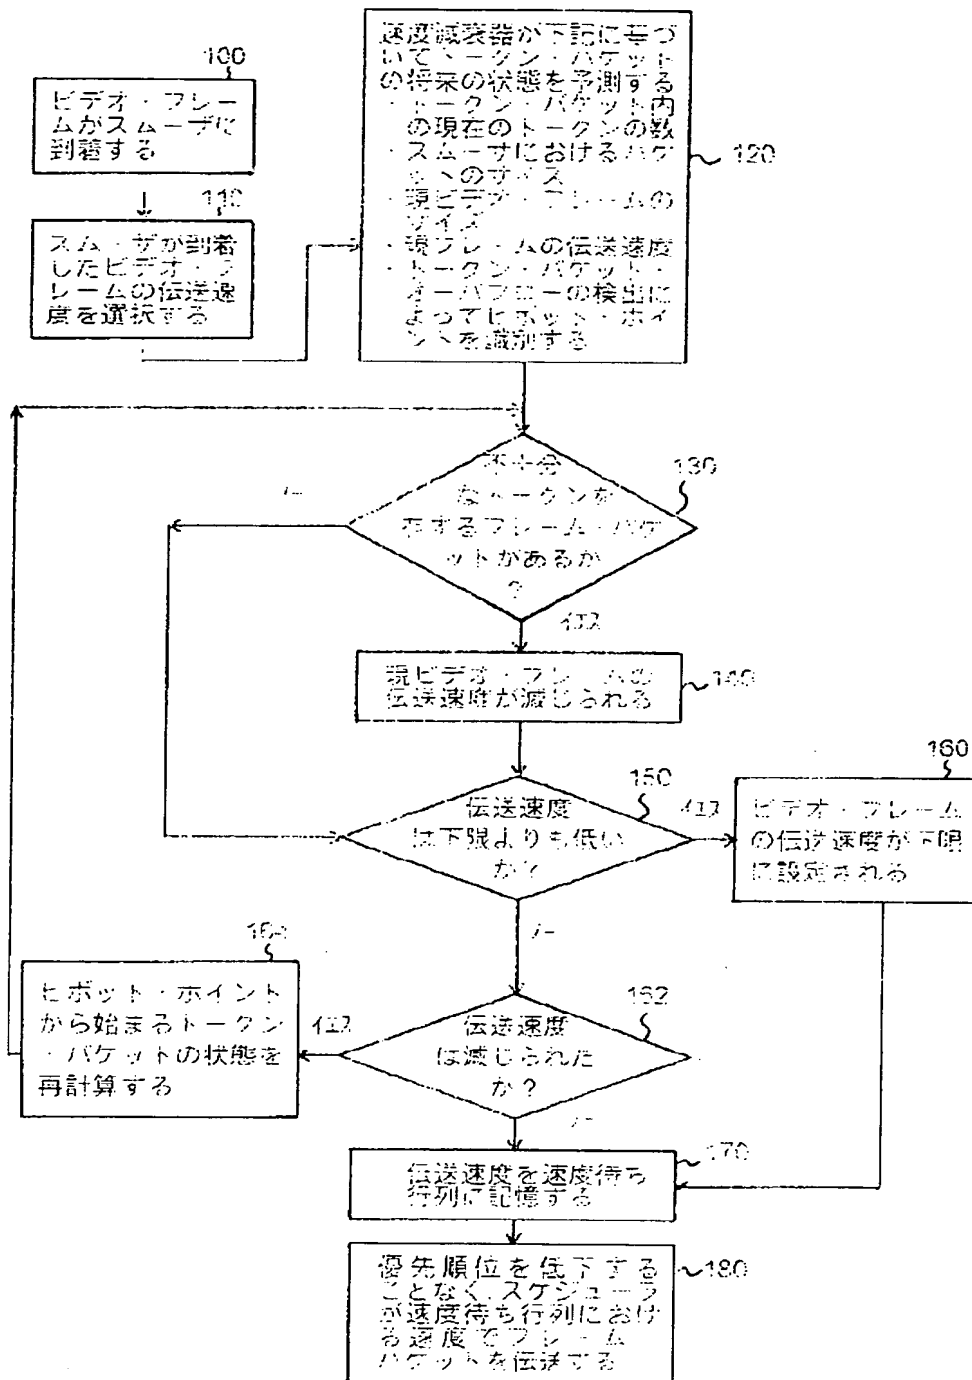 100
ビデオ・フレー
ムがスムーザに
到着する
110
スムーザが到着
したビデオ・フ
レームの伝送速
度を選択する
速度減衰器が下記に基づ
いて、トークン・バケット
の将来の状態を予測する
・トークン・バケット内
の現在のトークンの数
・スムーザにおけるパケ
ットのサイズ
・現ビデオ・フレームの
サイズ
・現フレームの伝送速度
・トークン・バケット・
オーバフローの検出に
よってピボット・ポイ
ントを識別する
120
不十分
なトークンを
有するフレーム・パケ
ットがあるか
?
130
ノー
イエス
現ビデオ・フレームの
伝送速度が減じられる
140
伝送速度
は下限よりも低い
か?
150
イエス
160
ビデオ・フレーム
の伝送速度が下限
に設定される
ノー
164
ピボット・ポイント
から始まるトークン
・バケットの状態を
再計算する
イエス
伝送速度
は減じられた
か?
162
ノー
伝送速度を速度待ち
行列に記憶する
170
優先順位を低下する
ことなく、スケジューラ
が速度待ち行列におけ
る速度でフレーム
パケットを伝送する
180